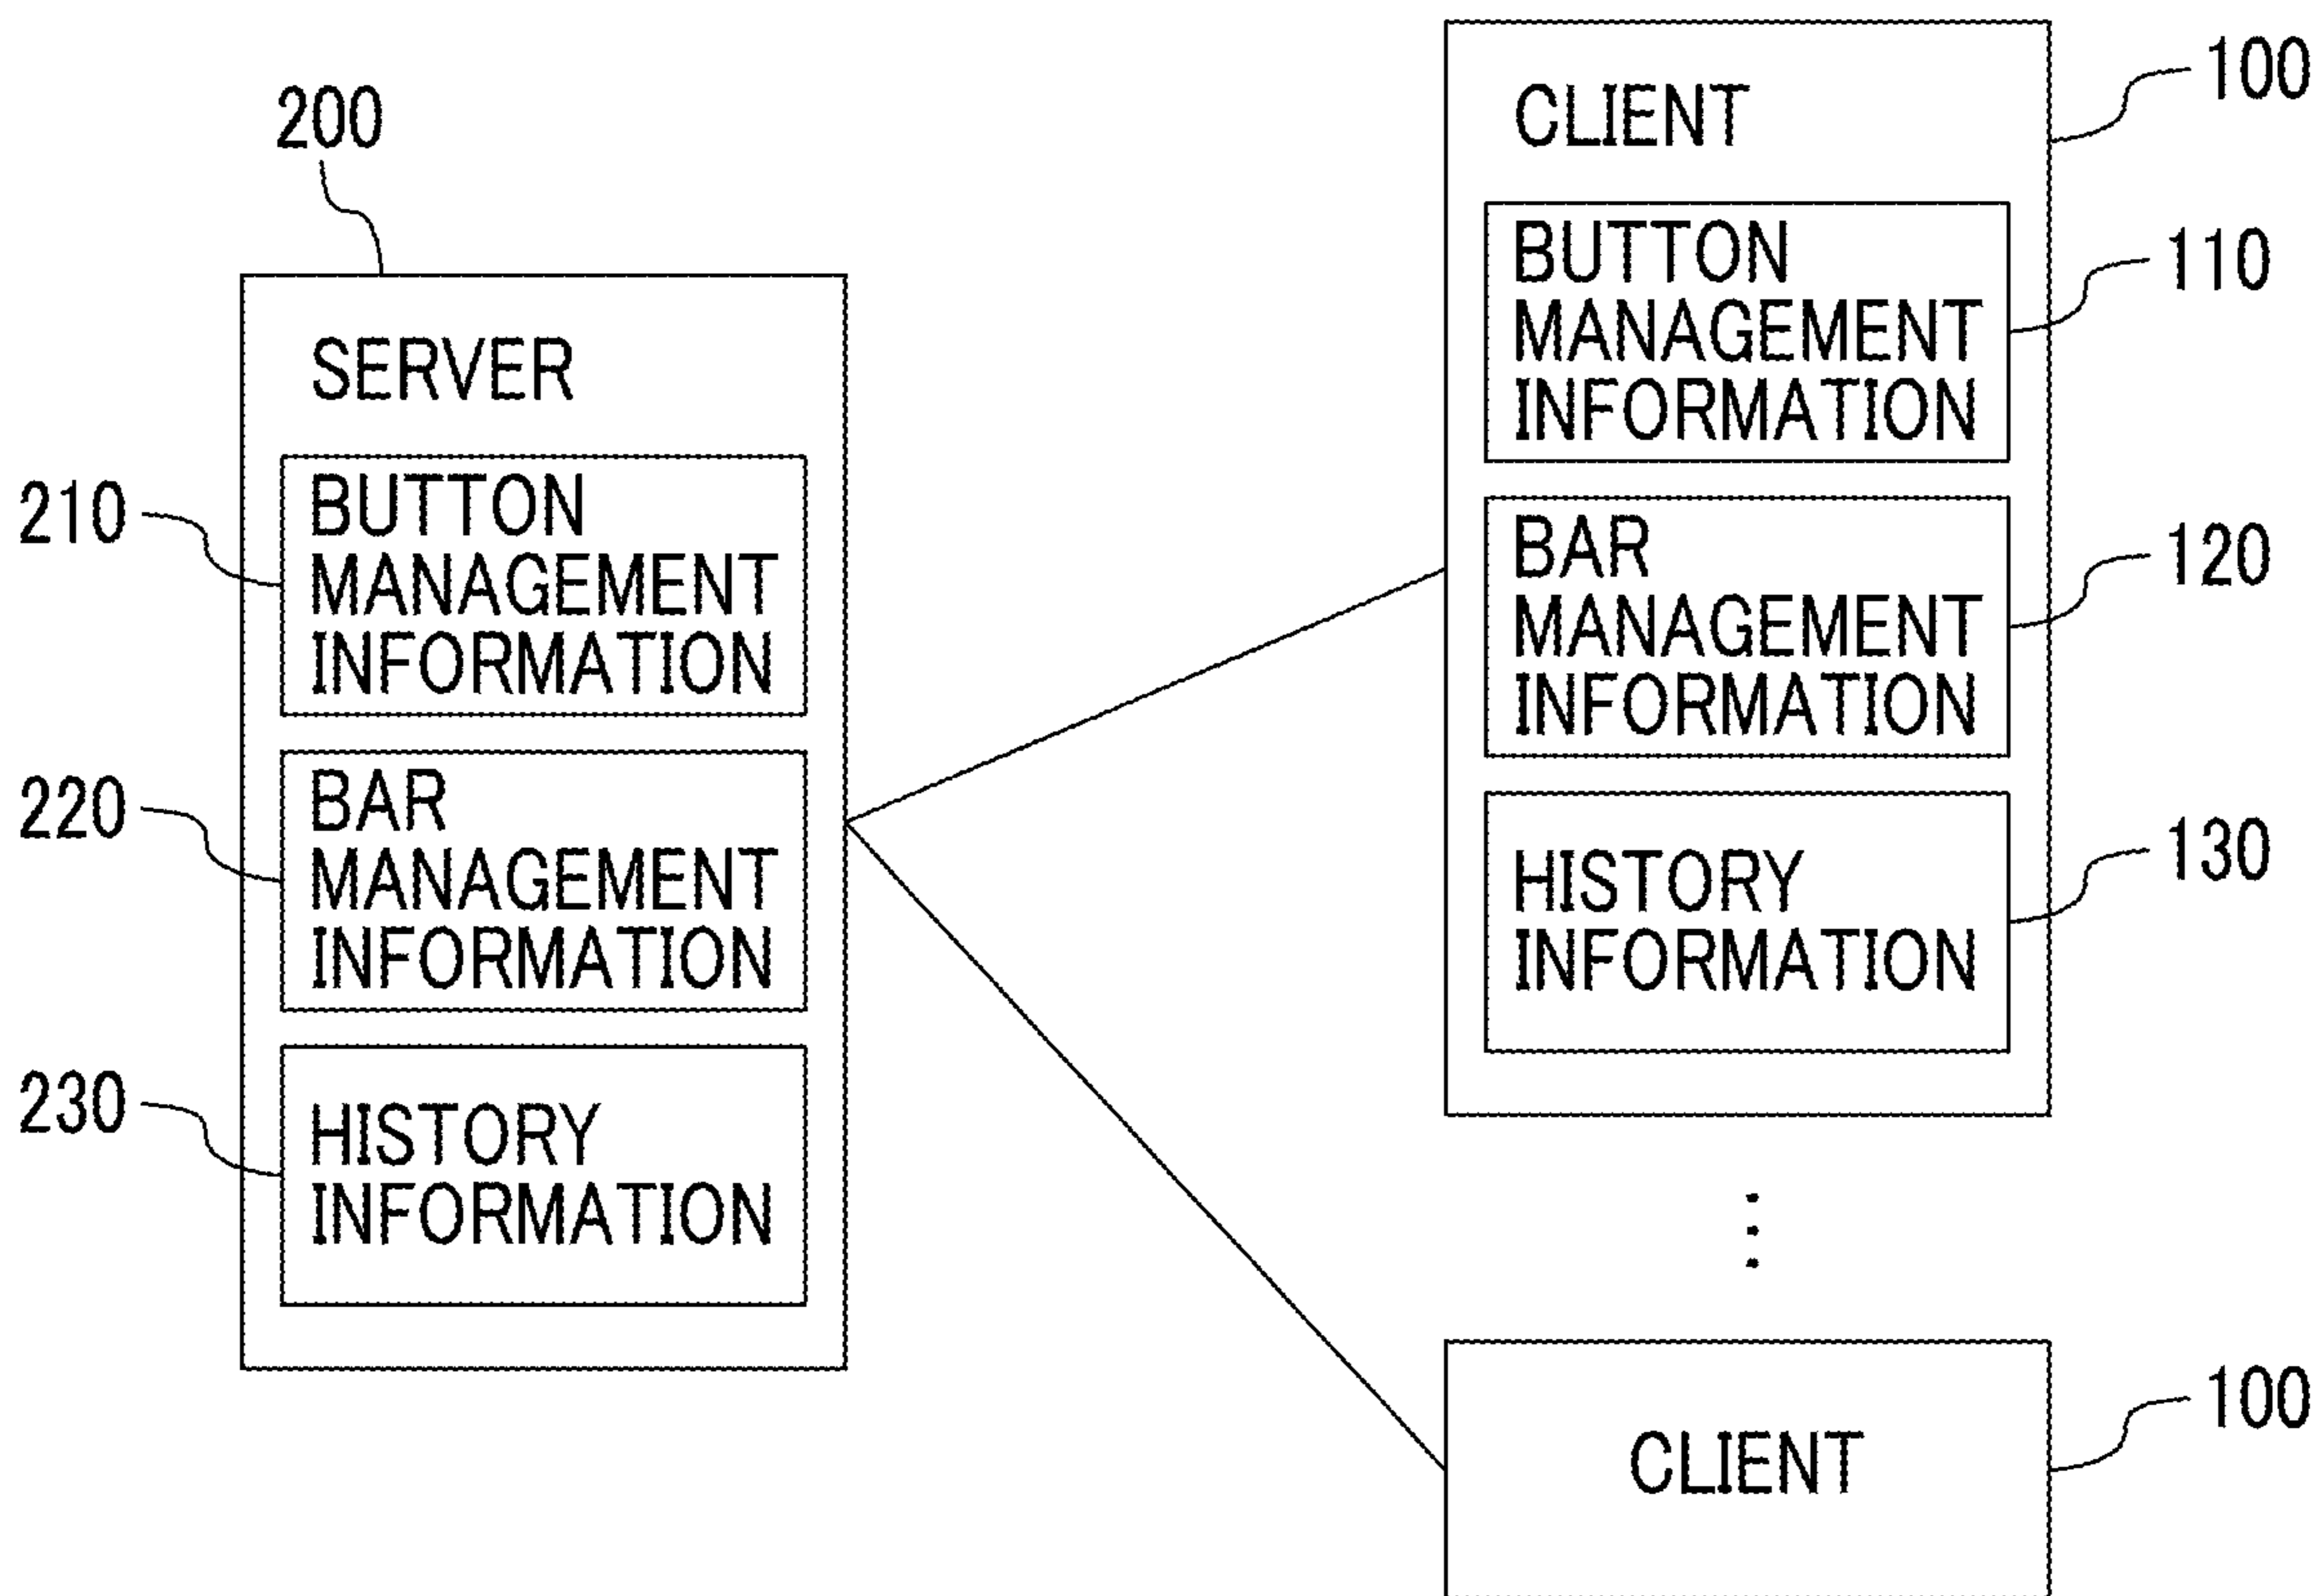 200
SERVER
210
BUTTON
MANAGEMENT
INFORMATION
220
BAR
MANAGEMENT
INFORMATION
230
HISTORY
INFORMATION
100
CLIENT
110
BUTTON
MANAGEMENT
INFORMATION
120
BAR
MANAGEMENT
INFORMATION
130
HISTORY
INFORMATION
100
CLIENT